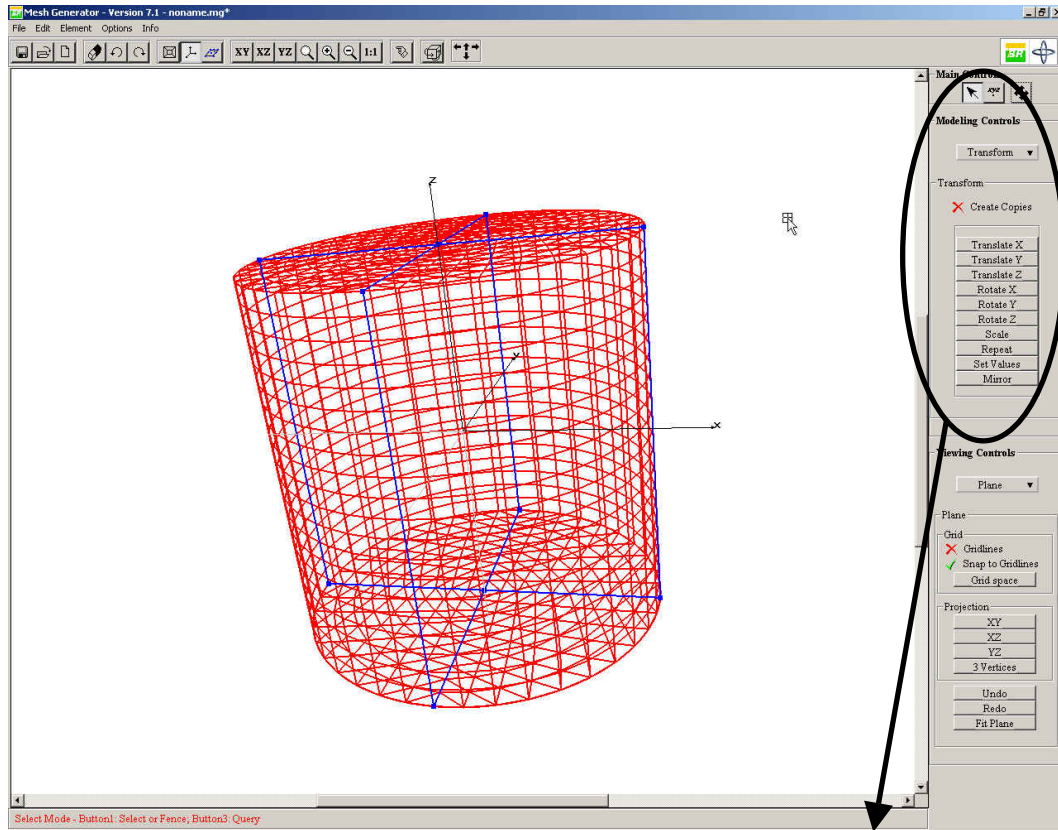 Mesh Generator - Version 7.1 - noname.mg*
File Edit Element Options Info
XY XZ YZ 1:1
BR
Main Controls
xyz
Modeling Controls
Transform
Transform
Create Copies
Translate X
Translate Y
Translate Z
Rotate X
Rotate Y
Rotate Z
Scale
Repeat
Set Values
Mirror
Z
Y
X
Viewing Controls
Plane
Plane
Grid
Gridlines
Snap to Gridlines
Grid space
Projection
XY
XZ
YZ
3 Vertices
Undo
Redo
Fit Plane
Select Mode - Button1: Select or Fence; Button3: Query